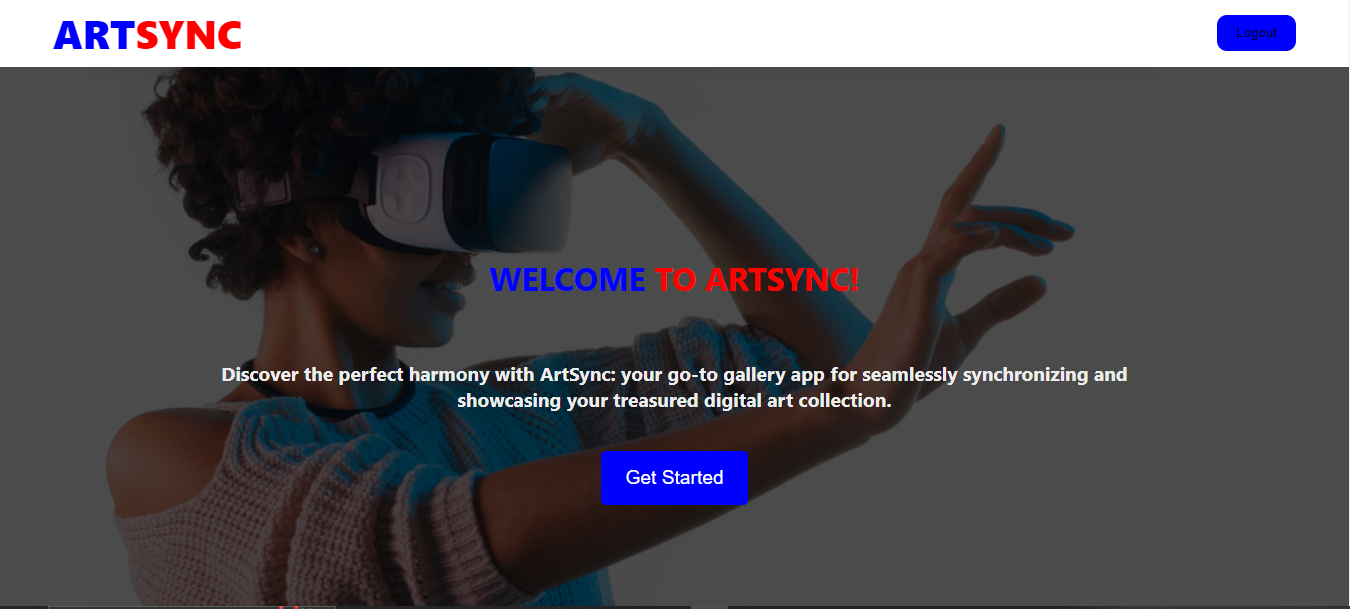 ARTSYNC
Logout
WELCOME TO ARTSYNC!
Discover the perfect harmony with ArtSync: your go-to gallery app for seamlessly synchronizing and
showcasing your treasured digital art collection.
Get Started